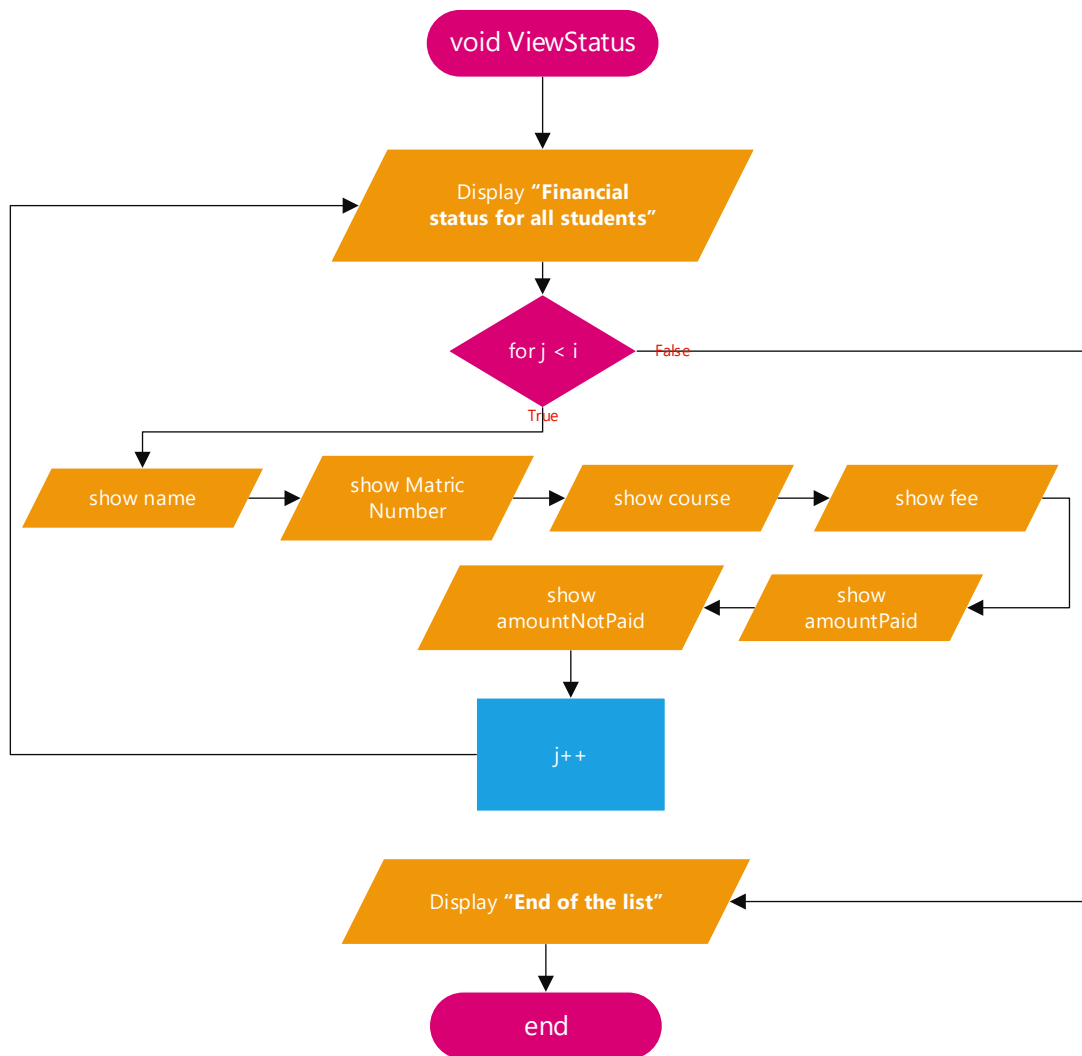 void ViewStatus
Display “Financial
status for all students”
for j < i
False
True
show name
show Matric
Number
show course
show fee
show
amountPaid
show
amountNotPaid
j++
Display “End of the list”
end